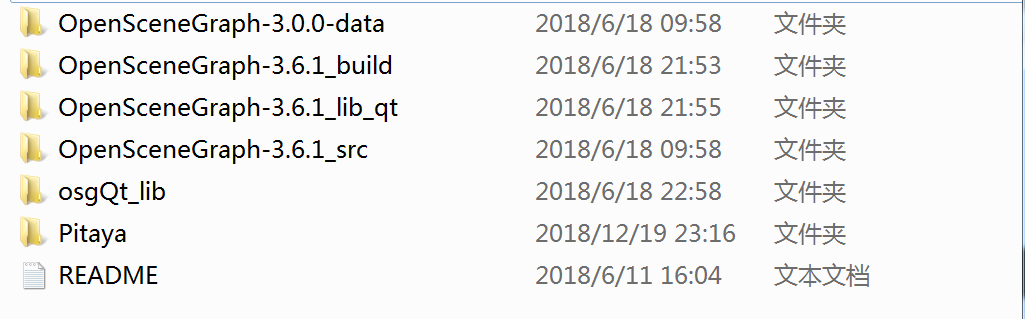 OpenSceneGraph-3.0.0-data 2018/6/18 09:58 文件夹
OpenSceneGraph-3.6.1_build 2018/6/18 21:53 文件夹
OpenSceneGraph-3.6.1_lib_qt 2018/6/18 21:55 文件夹
OpenSceneGraph-3.6.1_src 2018/6/18 09:58 文件夹
osgQt_lib 2018/6/18 22:58 文件夹
Pitaya 2018/12/19 23:16 文件夹
README 2018/6/11 16:04 文本文档